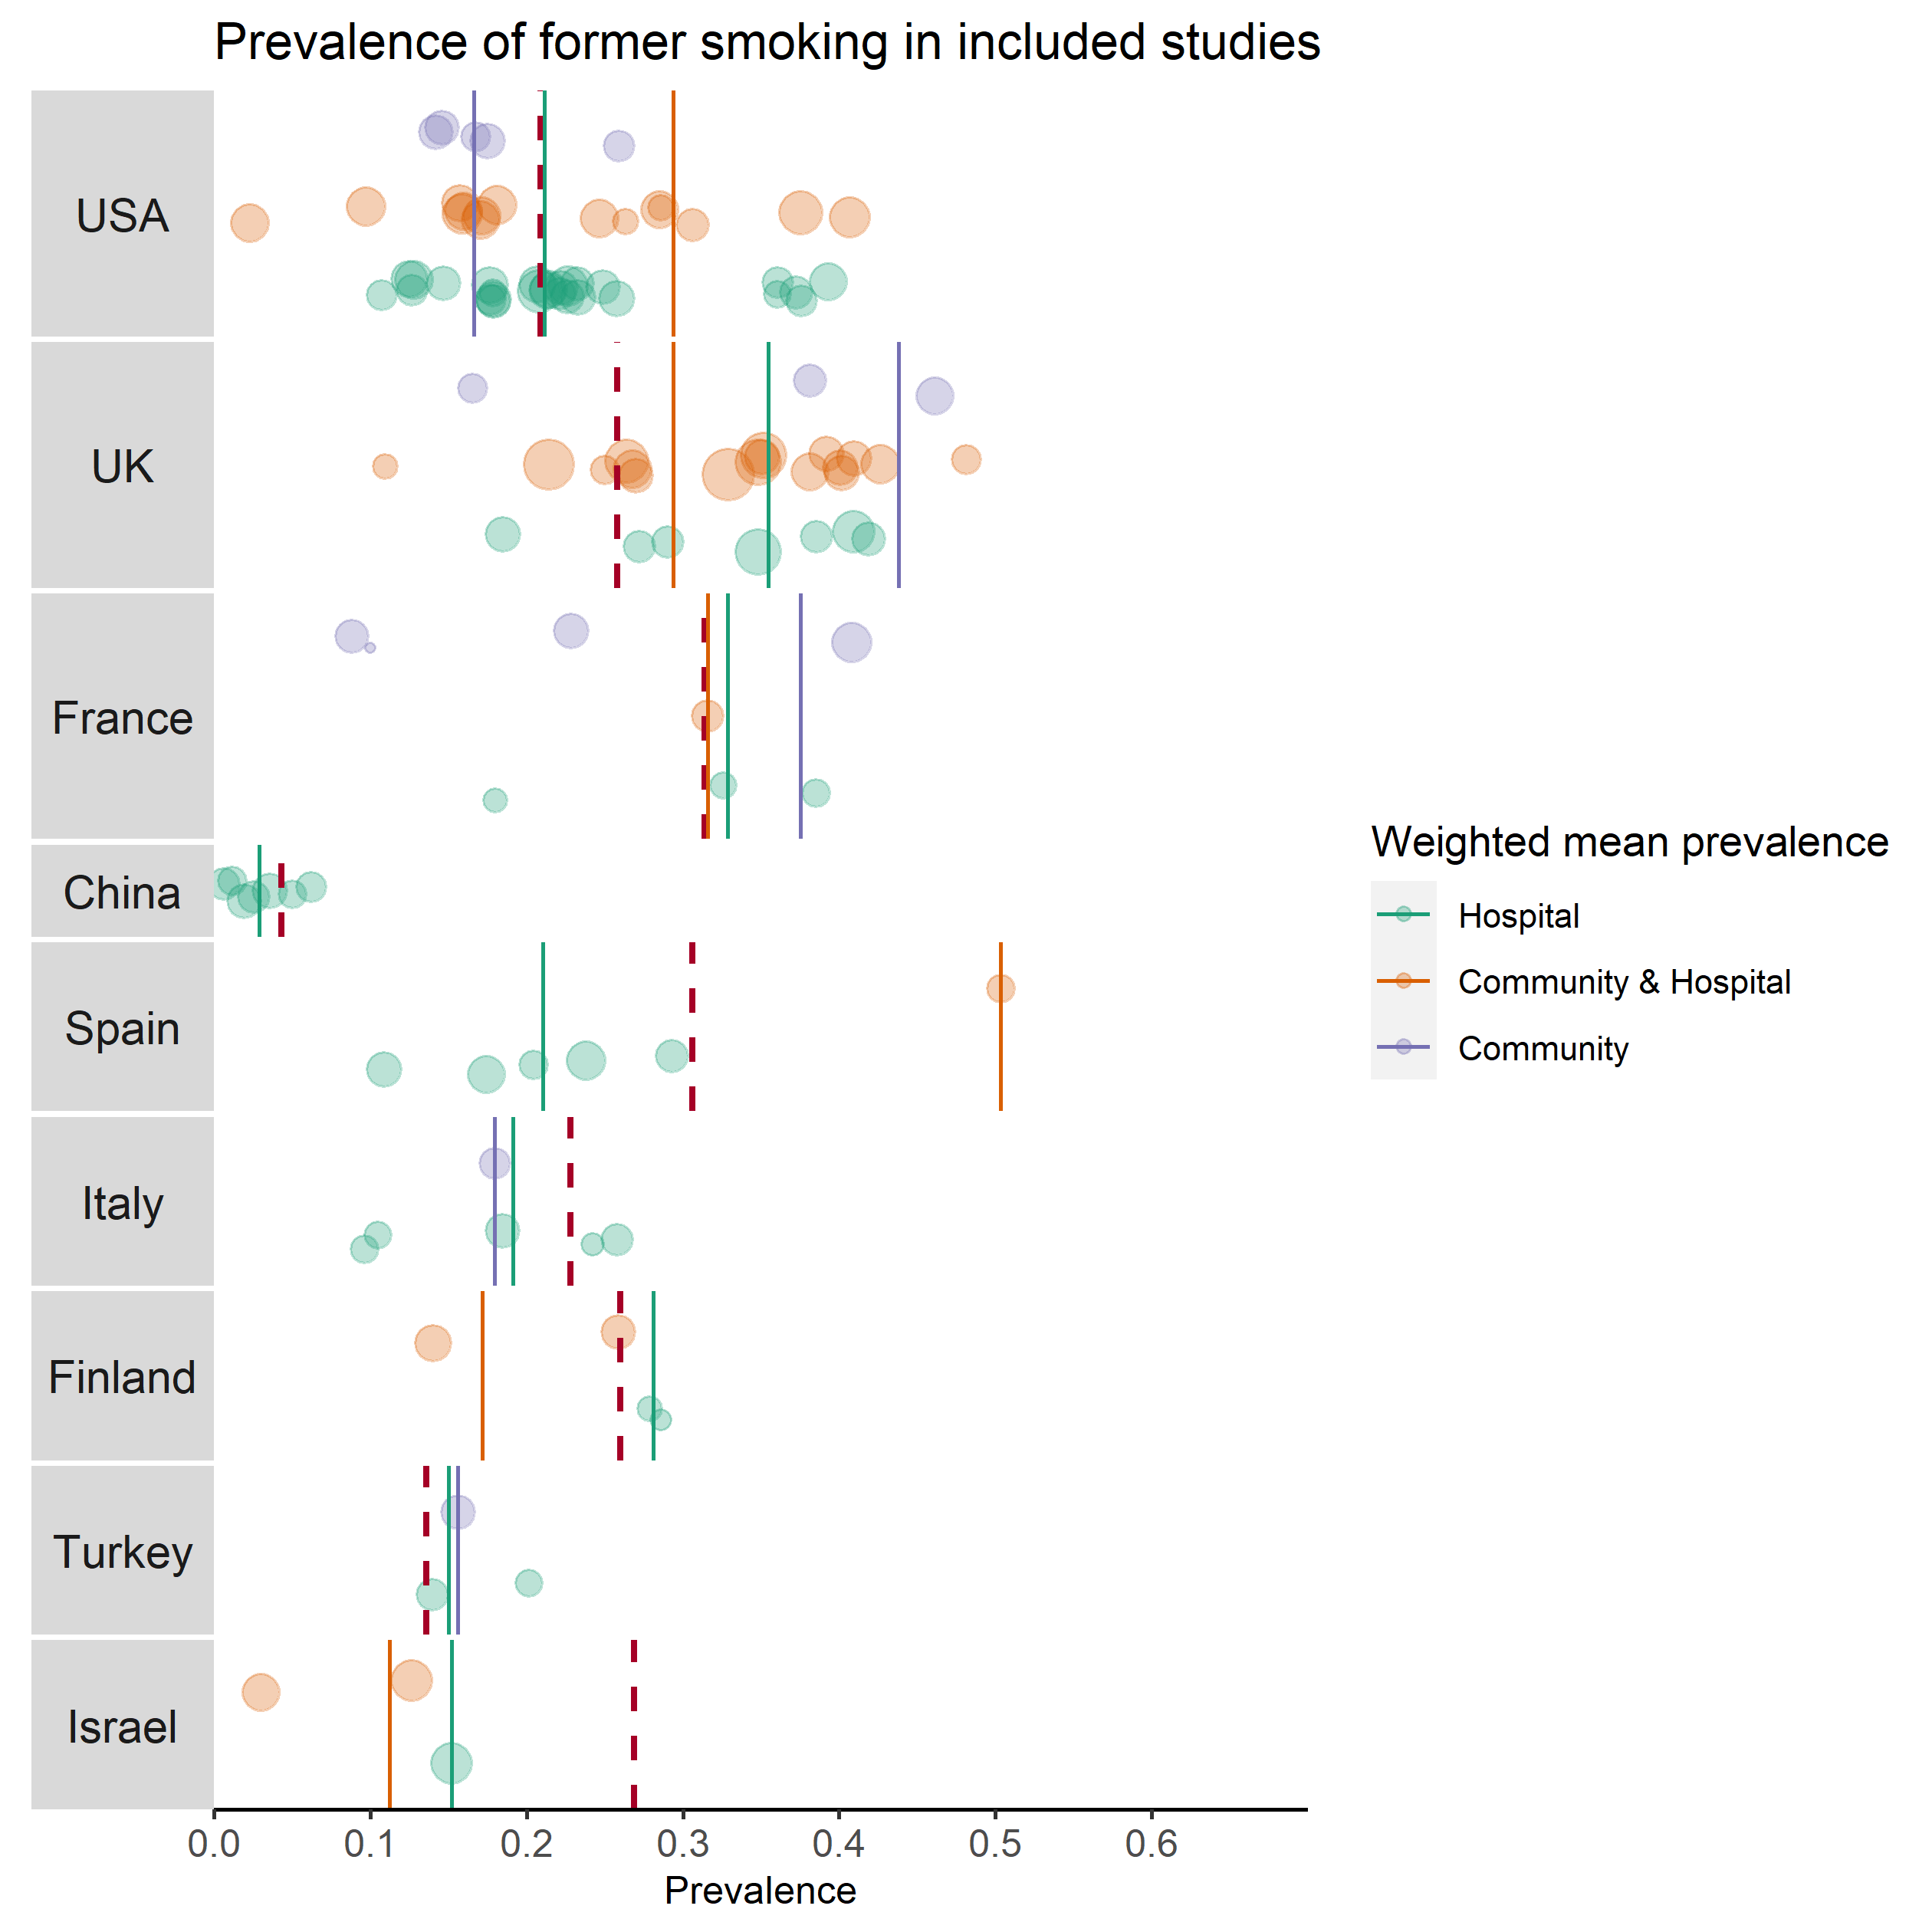 Prevalence of former smoking in included studies
USA
UK
France
China
Spain
Italy
Finland
Turkey
Israel
0.0 0.1 0.2 0.3 0.4 0.5 0.6
Prevalence
Weighted mean prevalence
Hospital
Community & Hospital
Community